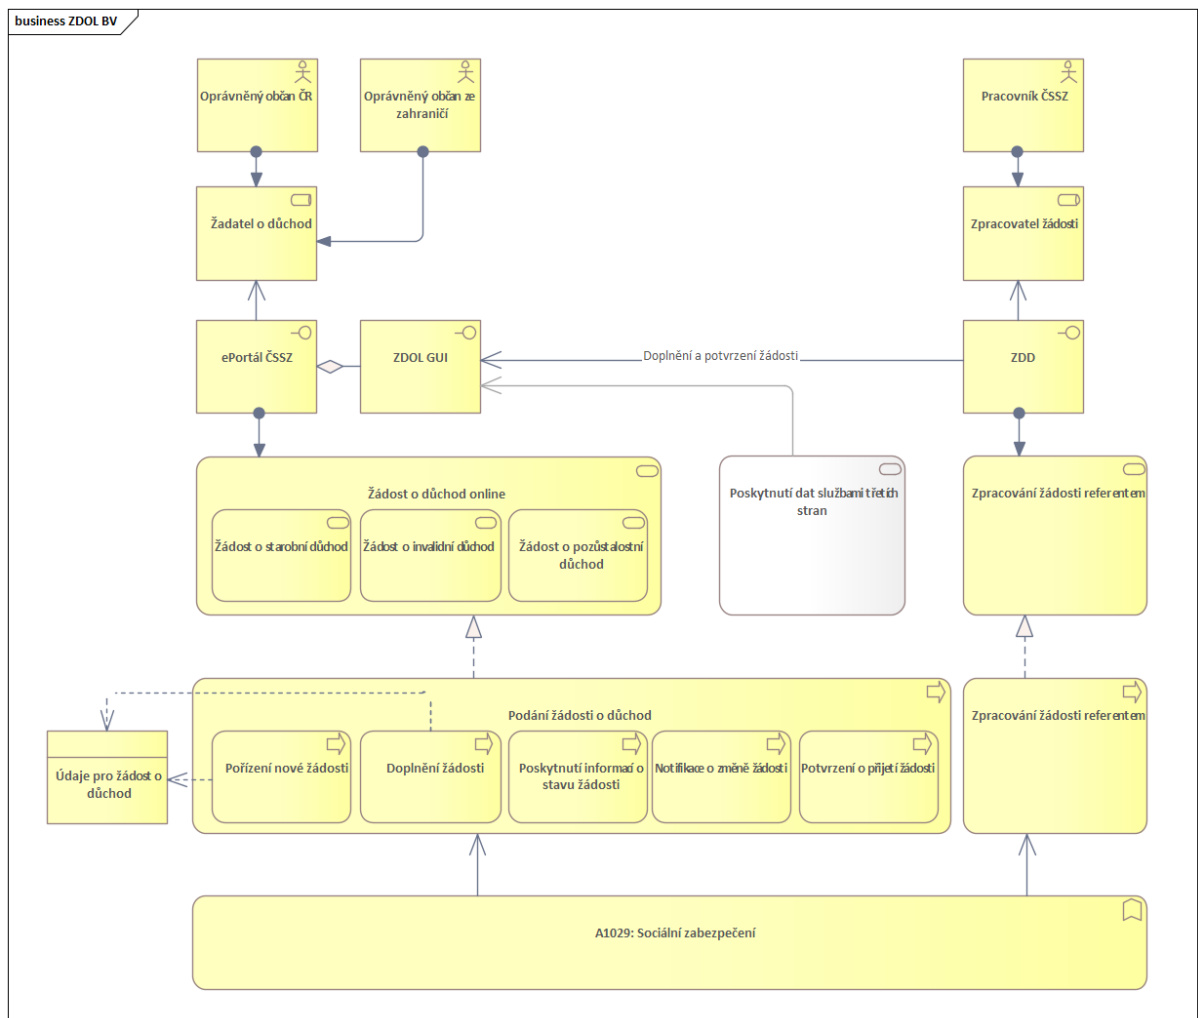 business ZDOL BV
Oprávněný občan ČR
Oprávněný občan ze
zahraničí
Pracovník ČSSZ
Žadatel o důchod
Zpracovatel žádosti
ePortál ČSSZ
ZDOL GUI
Doplnění a potvrzení žádosti
ZDD
Žádost o důchod online
Žádost o starobní důchod
Žádost o invalidní důchod
Žádost o pozůstalostní
důchod
Poskytnutí dat službami třetích
stran
Zpracování žádosti referentem
Podání žádosti o důchod
Zpracování žádosti referentem
Údaje pro žádost o
důchod
Pořízení nové žádosti
Doplnění žádosti
Poskytnutí informací o
stavu žádosti
Notifikace o změně žádosti
Potvrzení o přijetí žádosti
A1029: Sociální zabezpečení